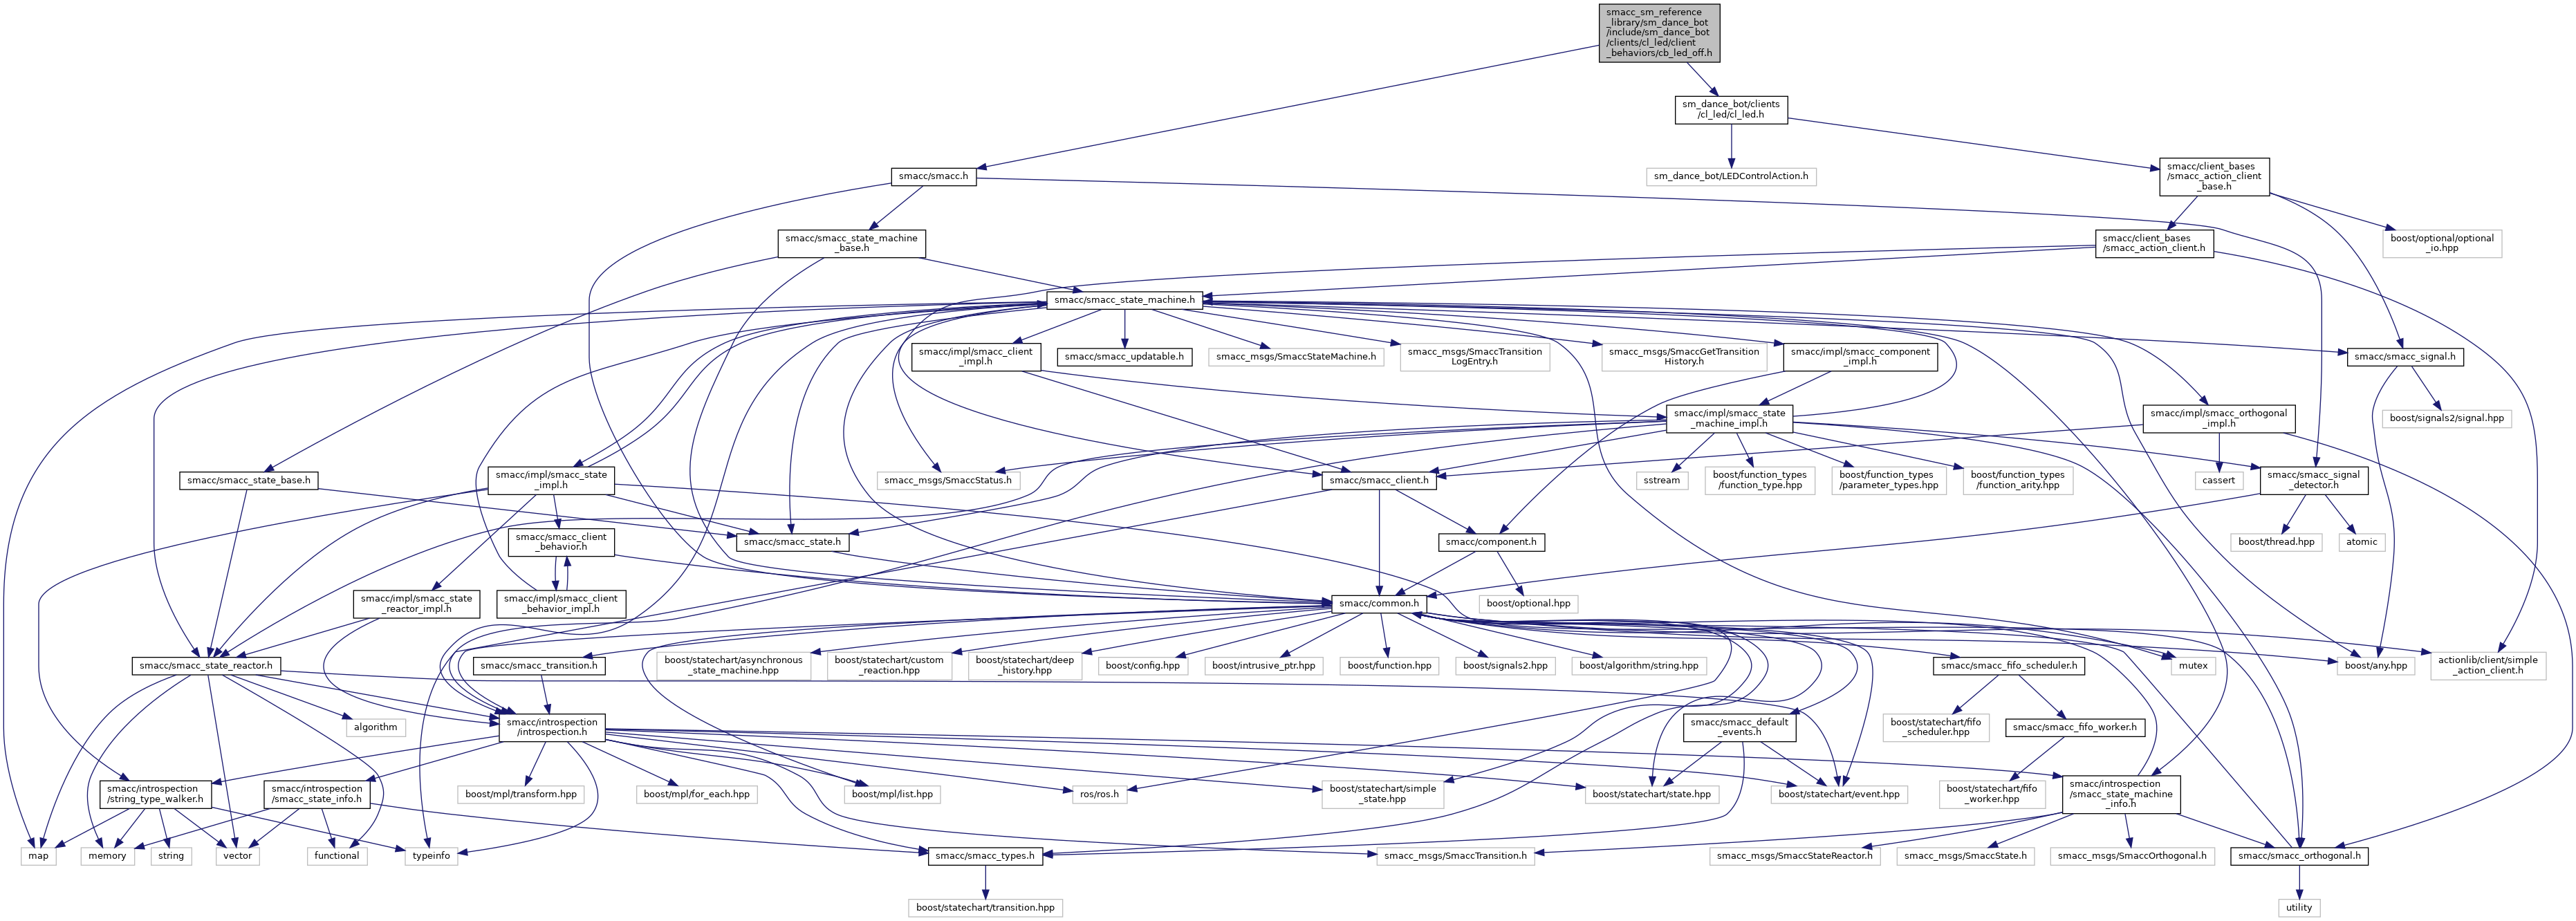 smacc_sm_reference
_library/sm_dance_bot
/include/sm_dance_bot
/clients/cl_led/client
_behaviors/cb_led_off.h
sm_dance_bot/clients
/cl_led/cl_led.h
smacc/smacc.h
sm_dance_bot/LEDControlAction.h
smacc/client_bases
/smacc_action_client
_base.h
smacc/smacc_state_machine
_base.h
smacc/client_bases
/smacc_action_client.h
boost/optional/optional
_io.hpp
smacc/smacc_state_machine.h
smacc/impl/smacc_client
_impl.h
smacc/smacc_updatable.h
smacc_msgs/SmaccStateMachine.h
smacc_msgs/SmaccTransition
LogEntry.h
smacc_msgs/SmaccGetTransition
History.h
smacc/impl/smacc_component
_impl.h
smacc/smacc_signal.h
smacc/impl/smacc_state
_machine_impl.h
smacc/impl/smacc_orthogonal
_impl.h
boost/signals2/signal.hpp
smacc/smacc_state_base.h
smacc/impl/smacc_state
_impl.h
smacc_msgs/SmaccStatus.h
smacc/smacc_client.h
sstream
boost/function_types
/function_type.hpp
boost/function_types
/parameter_types.hpp
boost/function_types
/function_arity.hpp
cassert
smacc/smacc_signal
_detector.h
smacc/smacc_client
_behavior.h
smacc/smacc_state.h
smacc/component.h
boost/thread.hpp
atomic
smacc/impl/smacc_state
_reactor_impl.h
smacc/impl/smacc_client
_behavior_impl.h
smacc/common.h
boost/optional.hpp
smacc/smacc_state_reactor.h
smacc/smacc_transition.h
boost/statechart/asynchronous
_state_machine.hpp
boost/statechart/custom
_reaction.hpp
boost/statechart/deep
_history.hpp
boost/config.hpp
boost/intrusive_ptr.hpp
boost/function.hpp
boost/signals2.hpp
boost/algorithm/string.hpp
smacc/smacc_fifo_scheduler.h
mutex
boost/any.hpp
actionlib/client/simple
_action_client.h
algorithm
smacc/introspection
/introspection.h
smacc/smacc_default
_events.h
boost/statechart/fifo
_scheduler.hpp
smacc/smacc_fifo_worker.h
smacc/introspection
/string_type_walker.h
smacc/introspection
/smacc_state_info.h
boost/mpl/transform.hpp
boost/mpl/for_each.hpp
boost/mpl/list.hpp
ros/ros.h
boost/statechart/simple
_state.hpp
boost/statechart/state.hpp
boost/statechart/event.hpp
boost/statechart/fifo
_worker.hpp
smacc/introspection
/smacc_state_machine
_info.h
map
memory
string
vector
functional
typeinfo
smacc/smacc_types.h
smacc_msgs/SmaccTransition.h
smacc_msgs/SmaccStateReactor.h
smacc_msgs/SmaccState.h
smacc_msgs/SmaccOrthogonal.h
smacc/smacc_orthogonal.h
boost/statechart/transition.hpp
utility